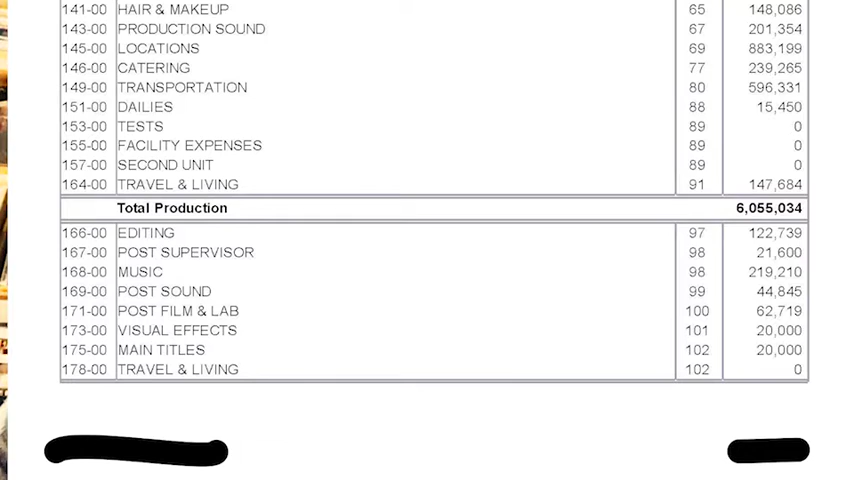 141-00 HAIR & MAKEUP 65 148,086
143-00 PRODUCTION SOUND 67 201,354
145-00 LOCATIONS 69 883,199
146-00 CATERING 77 239,265
149-00 TRANSPORTATION 80 596,331
151-00 DAILIES 88 15,450
153-00 TESTS 89 0
155-00 FACILITY EXPENSES 89 0
157-00 SECOND UNIT 89 0
164-00 TRAVEL & LIVING 91 147,684
Total Production 6,055,034
166-00 EDITING 97 122,739
167-00 POST SUPERVISOR 98 21,600
168-00 MUSIC 98 219,210
169-00 POST SOUND 99 44,845
171-00 POST FILM & LAB 100 62,719
173-00 VISUAL EFFECTS 101 20,000
175-00 MAIN TITLES 102 20,000
178-00 TRAVEL & LIVING 102 0